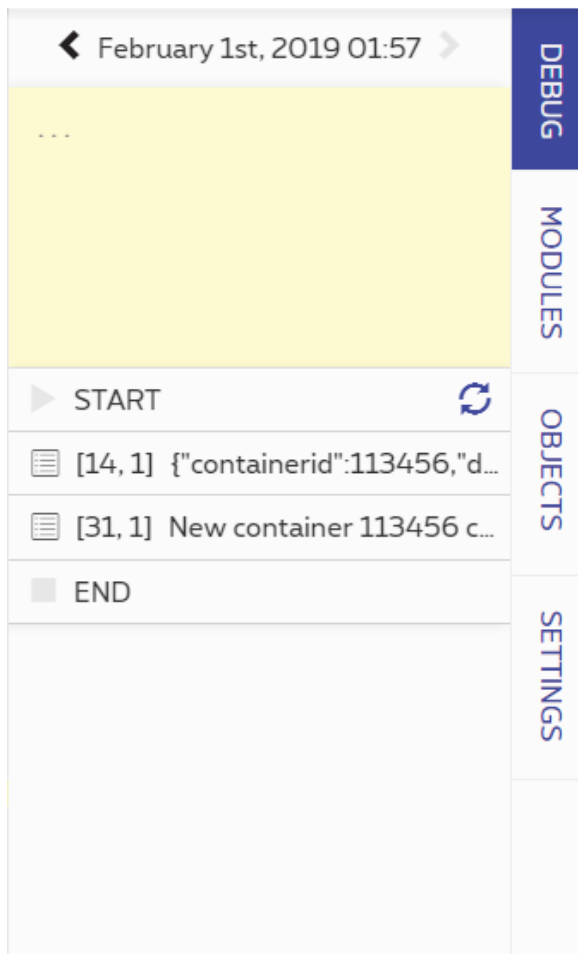 February 1st, 2019 01:57
...
START
[14, 1] {"containerid":113456,"d...
[31, 1] New container 113456 c...
END
DEBUG
MODULES
OBJECTS
SETTINGS